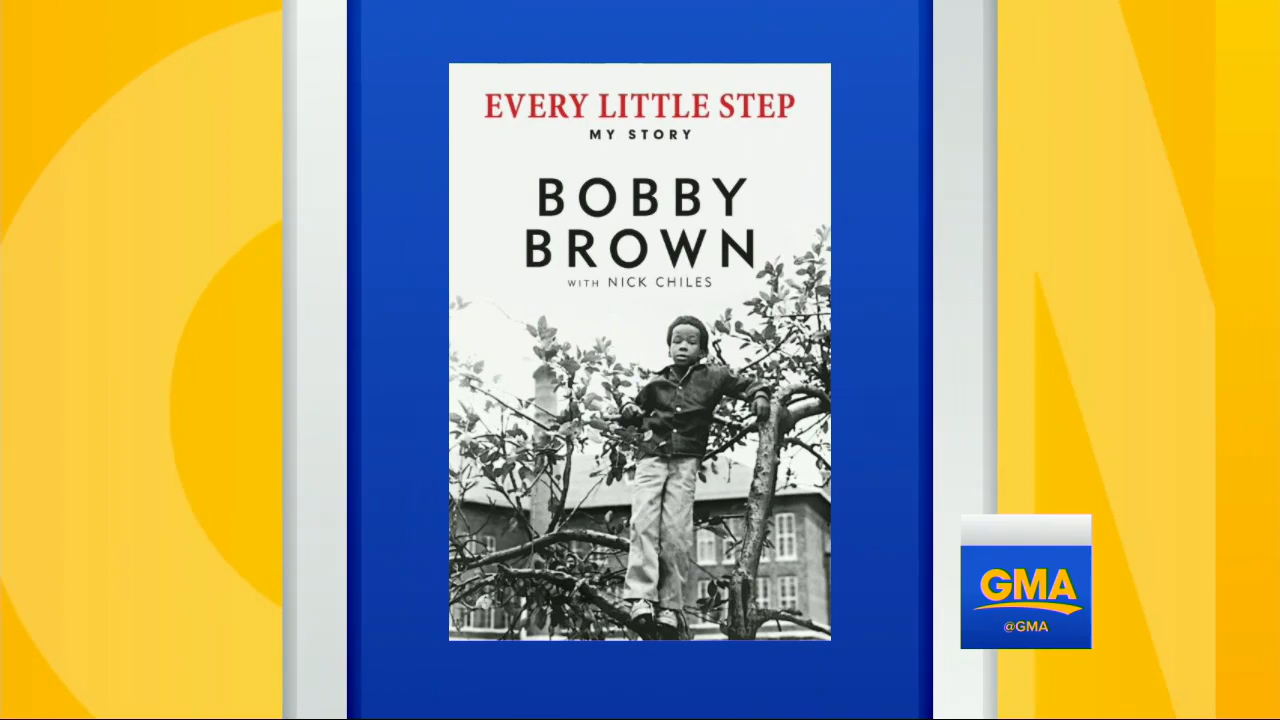 EVERY LITTLE STEP
MY STORY
BOBBY
BROWN
WITH NICK CHILES
GMA
@GMA